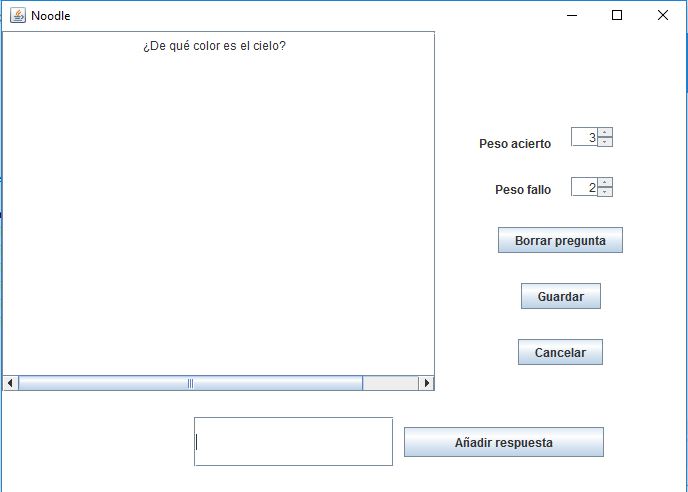 Noodle
¿De qué color es el cielo?
Peso acierto 3
Peso fallo 2
Borrar pregunta
Guardar
Cancelar
Añadir respuesta